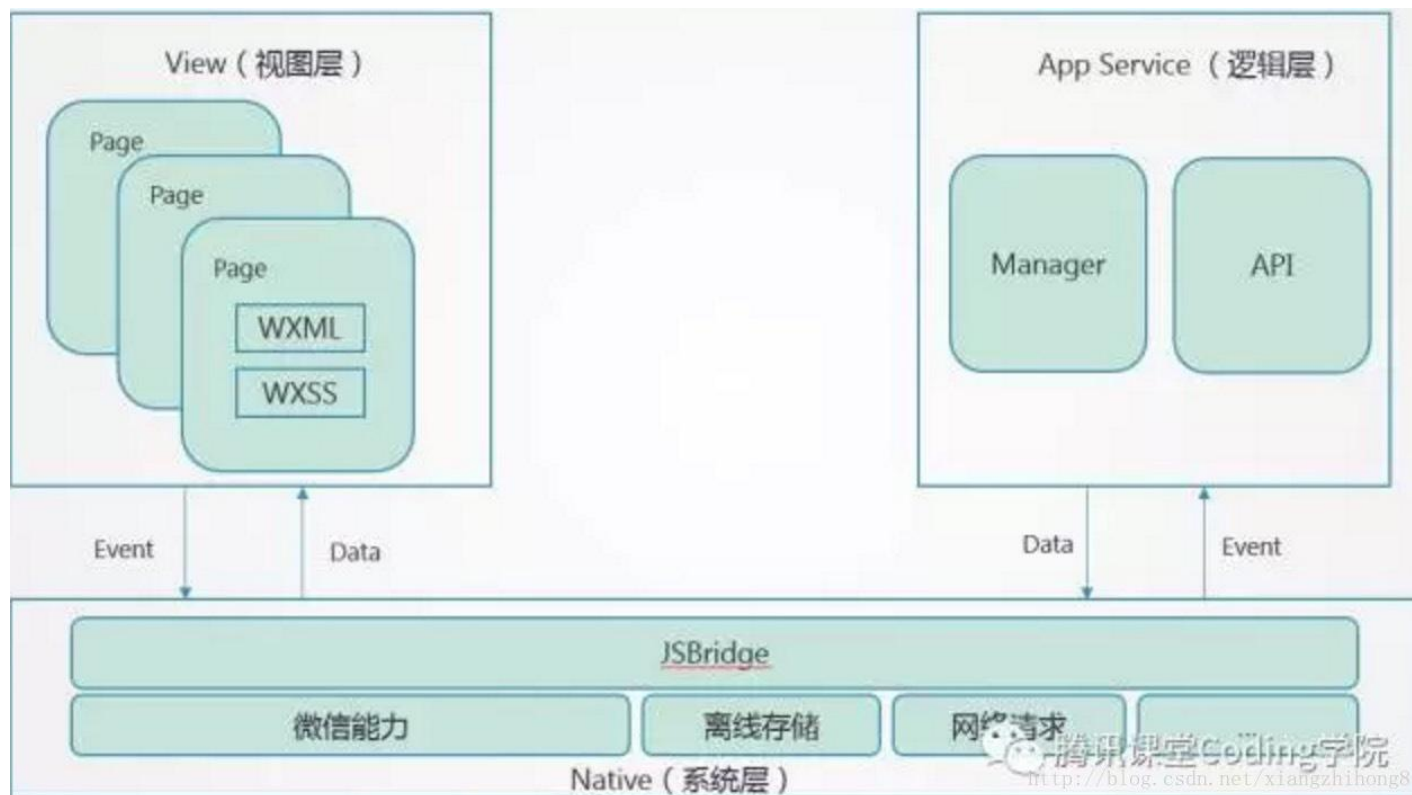 View（视图层）
Page
Page
Page
WXML
WXSS
App Service （逻辑层）
Manager
API
Event
Data
Data
Event
JSBridge
微信能力
离线存储
网络请求
...
Native（系统层）
腾讯课堂Coding学院
http://blog.csdn.net/xiangzhihong8